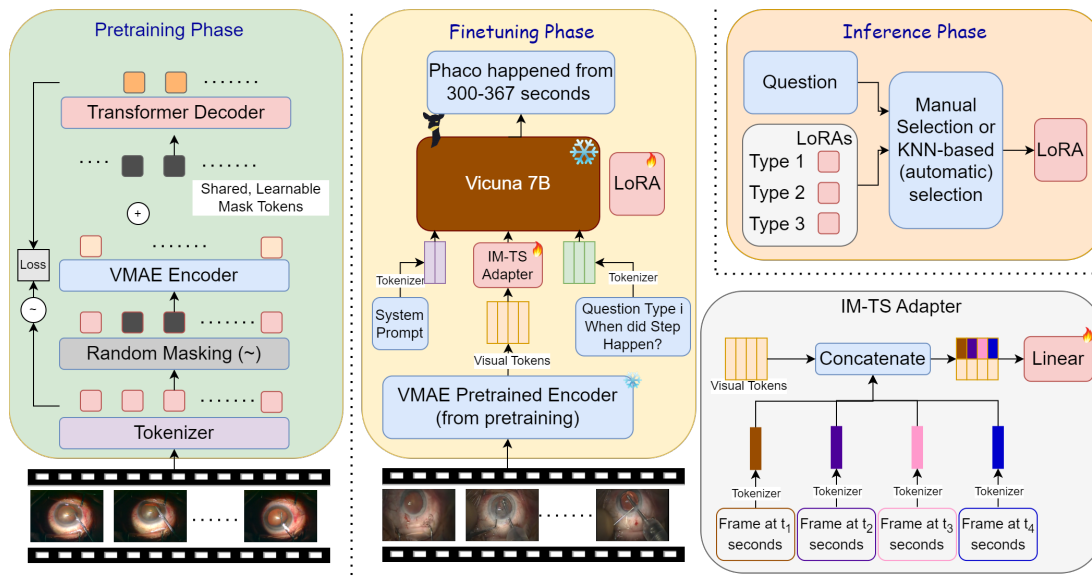 Pretraining Phase
Transformer Decoder
Shared, Learnable
Mask Tokens
+
Loss
VMAE Encoder
~
Random Masking (~)
Tokenizer
Finetuning Phase
Phaco happened from
300-367 seconds
Vicuna 7B
LoRA
IM-TS
Adapter
Tokenizer
Tokenizer
System
Prompt
Question Type i
When did Step
Happen?
Visual Tokens
VMAE Pretrained Encoder
(from pretraining)
Inference Phase
Question
LoRAs
Type 1
Type 2
Type 3
Manual
Selection or
KNN-based
(automatic)
selection
LoRA
IM-TS Adapter
Visual Tokens
Concatenate
Linear
Tokenizer
Tokenizer
Tokenizer
Tokenizer
Frame at t₁
seconds
Frame at t₂
seconds
Frame at t₃
seconds
Frame at t₄
seconds